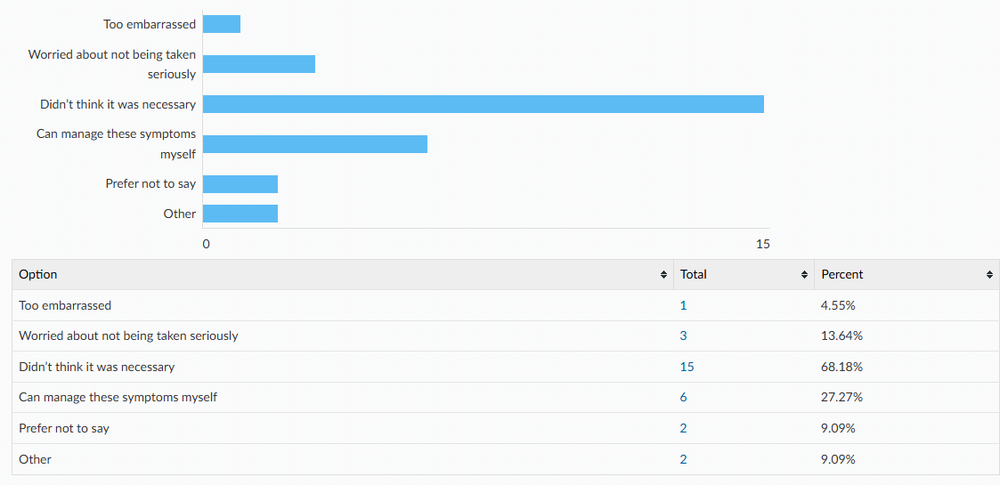 Too embarrassed
Worried about not being taken
seriously
Didn’t think it was necessary
Can manage these symptoms
myself
Prefer not to say
Other
0 15
Option Total Percent
Too embarrassed 1 4.55%
Worried about not being taken seriously 3 13.64%
Didn’t think it was necessary 15 68.18%
Can manage these symptoms myself 6 27.27%
Prefer not to say 2 9.09%
Other 2 9.09%